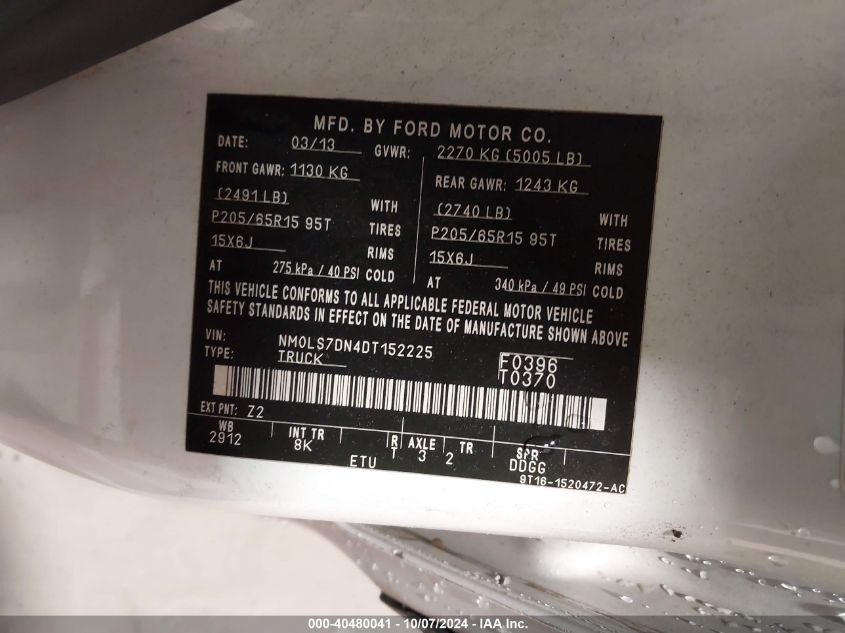 MFD. BY FORD MOTOR CO.
DATE: 03/13 GVWR: 2270 KG (5005 LB)
FRONT GAWR: 1130 KG REAR GAWR: 1243 KG
(2491 LB) WITH (2740 LB) WITH
P205/65R15 95T TIRES P205/65R15 95T TIRES
15X6.J RIMS 15X6.J RIMS
AT 275 kPa / 40 PSI COLD AT 340 kPa / 49 PSI COLD
THIS VEHICLE CONFORMS TO ALL APPLICABLE FEDERAL MOTOR VEHICLE
SAFETY STANDARDS IN EFFECT ON THE DATE OF MANUFACTURE SHOWN ABOVE
VIN: NM0LS7DN4DT152225 F0396
TYPE: TRUCK T0370
EXT PNT: Z2
WB INT TR R AXLE TR SPR
2912 8K T 3 2 DDGG
ETU 9T16-1520472-AC
000-40480041 - 10/07/2024 - IAA Inc.